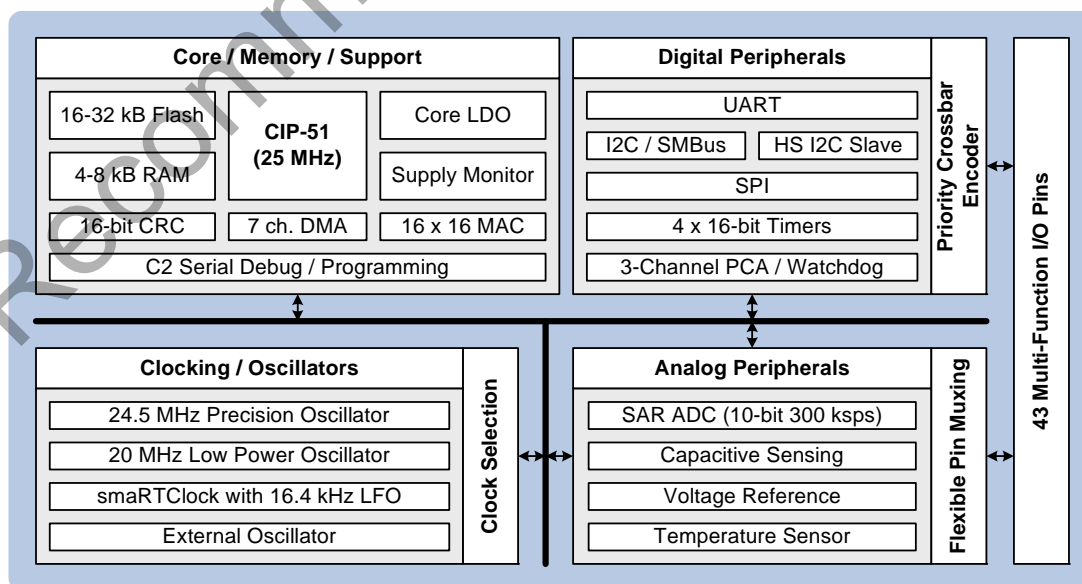 Recomm
Core / Memory / Support
16-32 kB Flash
CIP-51
(25 MHz)
Core LDO
4-8 kB RAM
Supply Monitor
16-bit CRC
7 ch. DMA
16 x 16 MAC
C2 Serial Debug / Programming
Digital Peripherals
UART
I2C / SMBus
HS I2C Slave
SPI
4 x 16-bit Timers
3-Channel PCA / Watchdog
Priority Crossbar
Encoder
43 Multi-Function I/O Pins
Clocking / Oscillators
24.5 MHz Precision Oscillator
20 MHz Low Power Oscillator
smaRTClock with 16.4 kHz LFO
External Oscillator
Clock Selection
Analog Peripherals
SAR ADC (10-bit 300 ksps)
Capacitive Sensing
Voltage Reference
Temperature Sensor
Flexible Pin Muxing